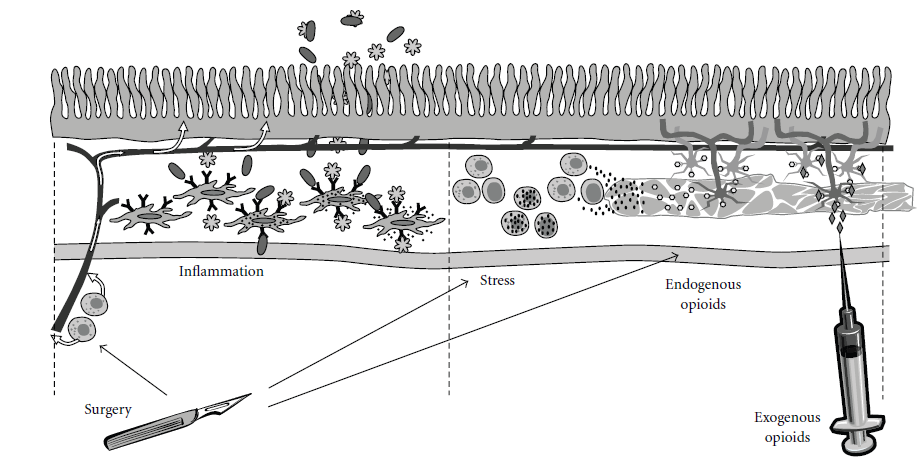 Inflammation
Stress
Endogenous
opioids
Surgery
Exogenous
opioids